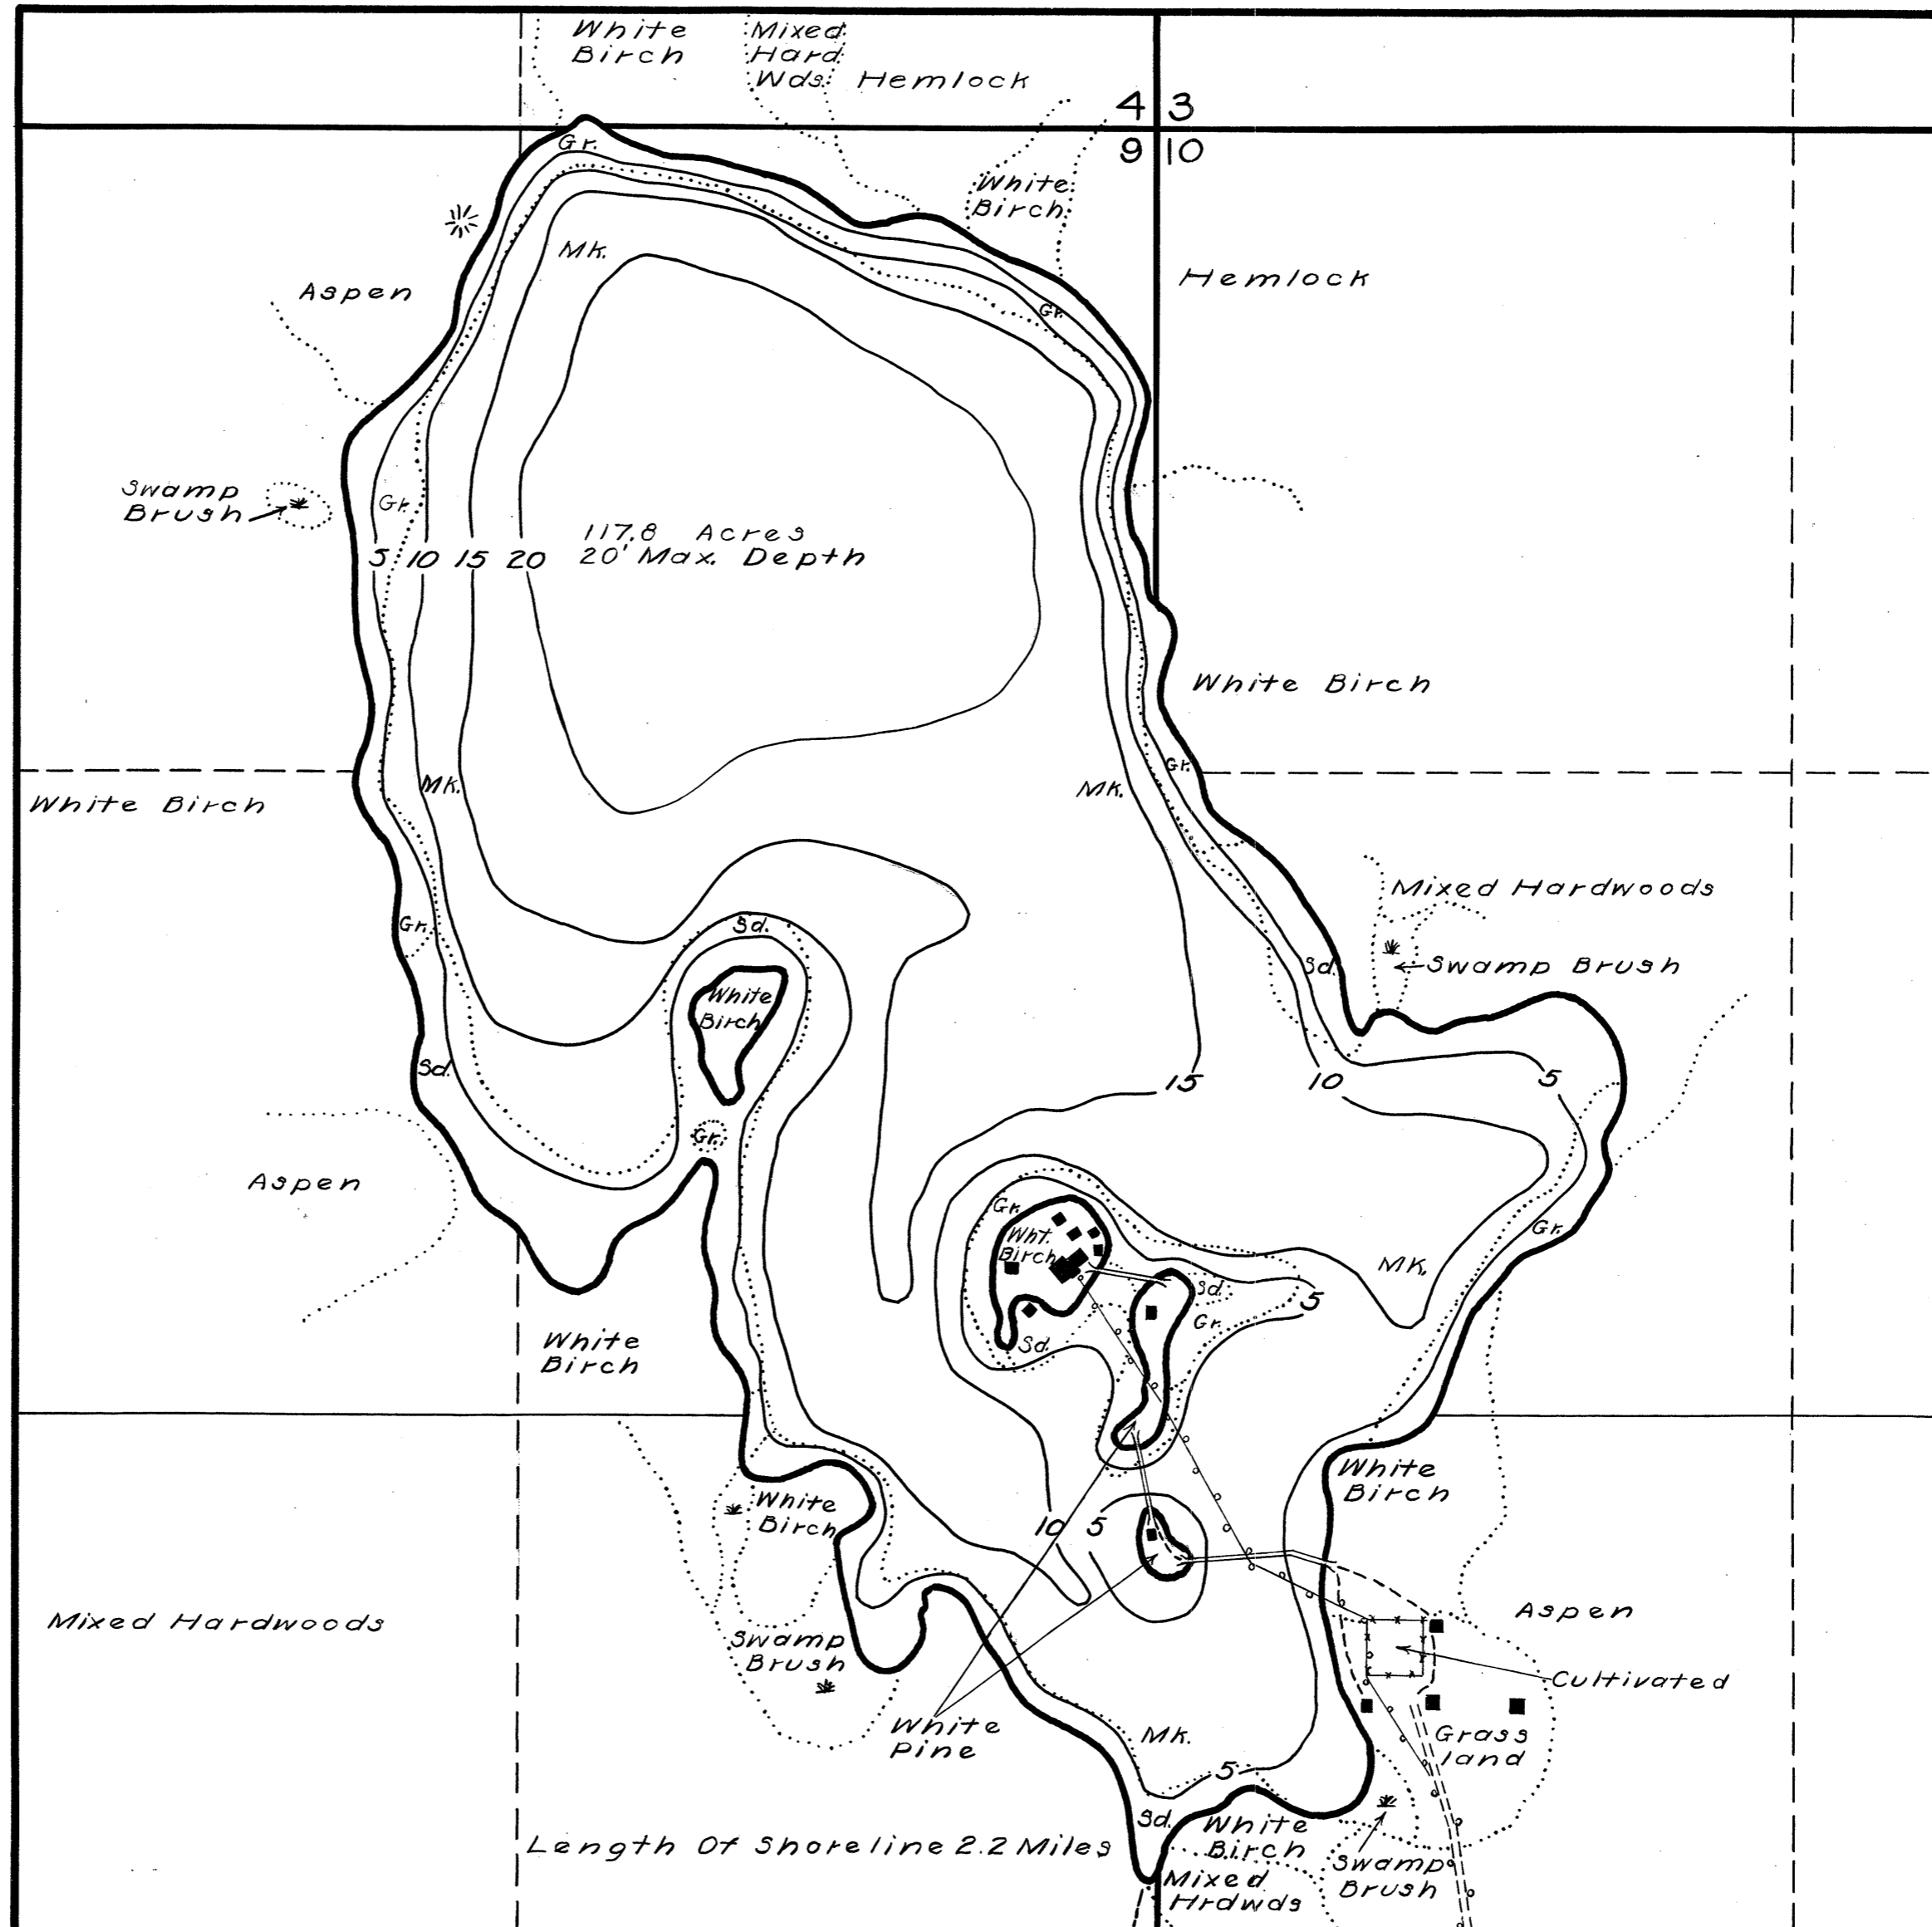 White
Birch
Mixed
Hard
Wds.
Hemlock
4 3
9 10
Gr.
White
Birch
Mk.
Hemlock
Aspen
Gr.
Swamp
Brush
Gr.
117.8 Acres
20' Max. Depth
5 10 15 20
White Birch
Gr.
Mk.
Mk.
White Birch
Mixed Hardwoods
Gr.
Sd.
Sd.
Swamp Brush
White
Birch
Sd.
15
10
5
Gr.
Aspen
Gr.
Wht.
Birch
Gr.
Mk.
Sd.
5
Gr.
Sd.
White
Birch
White
Birch
White
Birch
10 5
Mixed Hardwoods
Aspen
Swamp
Brush
Cultivated
White
Pine
Mk.
Grass
land
5
Sd.
White
Birch
Length Of Shoreline 2.2 Miles
Swamp
Brush
Mixed
Hrdwds